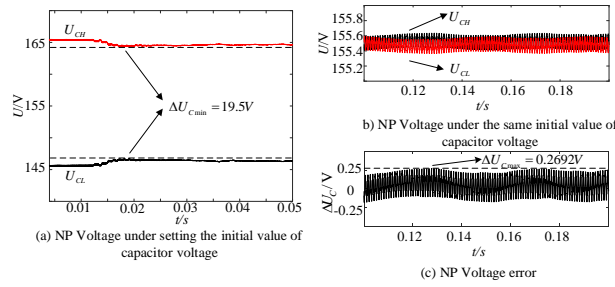 165
155
145
U/V
U_CH
ΔU_Cmin = 19.5V
U_CL
0.01
0.02
0.03
0.04
0.05
t/s
(a) NP Voltage under setting the initial value of
capacitor voltage
155.8
155.6
155.4
155.2
U/V
U_CH
U_CL
0.12
0.14
0.16
0.18
t/s
b) NP Voltage under the same initial value of
capacitor voltage
0.25
0
-0.25
ΔU_C/V
ΔU_Cmax = 0.2692V
0.12
0.14
0.16
0.18
t/s
(c) NP Voltage error